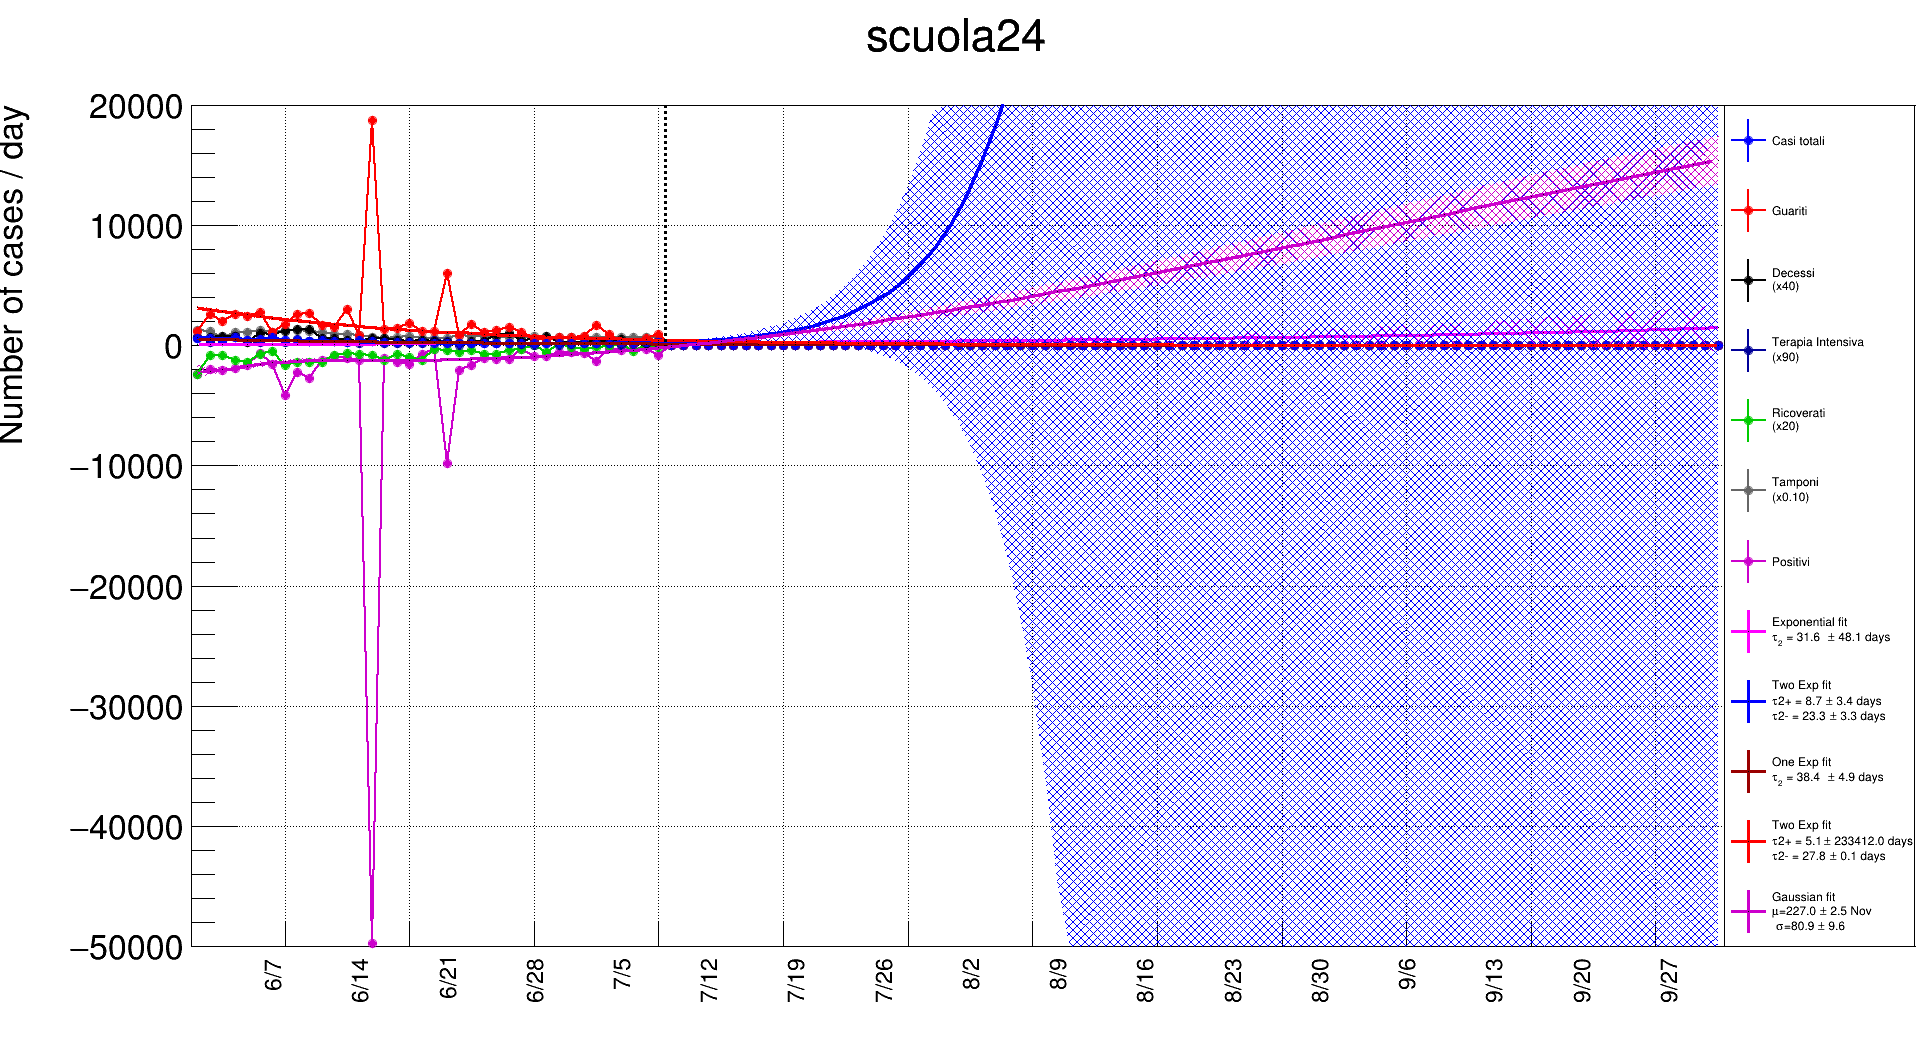 scuola24
Number of cases / day
20000
10000
0
−10000
−20000
−30000
−40000
−50000
6/7
6/14
6/21
6/28
7/5
7/12
7/19
7/26
8/2
8/9
8/16
8/23
8/30
9/6
9/13
9/20
9/27
Casi totali
Guariti
Decessi
(x40)
Terapia Intensiva
(x90)
Ricoverati
(x20)
Tamponi
(x0.10)
Positivi
Exponential fit
τ2 = 31.6 ± 48.1 days
Two Exp fit
τ2+ = 8.7 ± 3.4 days
τ2- = 23.3 ± 3.3 days
One Exp fit
τ2 = 38.4 ± 4.9 days
Two Exp fit
τ2+ = 5.1 ± 233412.0 days
τ2- = 27.8 ± 0.1 days
Gaussian fit
μ=227.0 ± 2.5 Nov
σ=80.9 ± 9.6